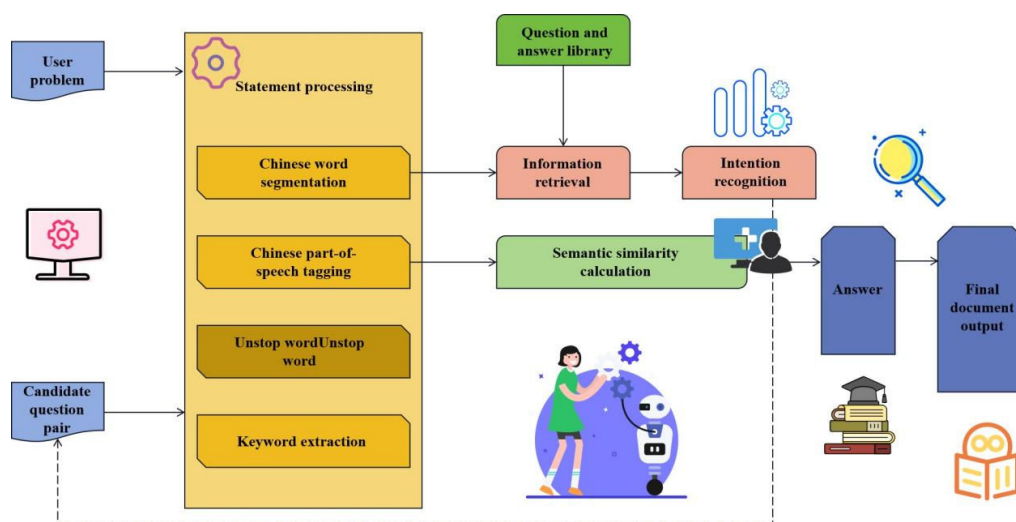 User
problem
Statement processing
Chinese word
segmentation
Chinese part-of-
speech tagging
Unstop wordUnstop
word
Keyword extraction
Candidate
question
pair
Question and
answer library
Information
retrieval
Intention
recognition
Semantic similarity
calculation
Answer
Final
document
output